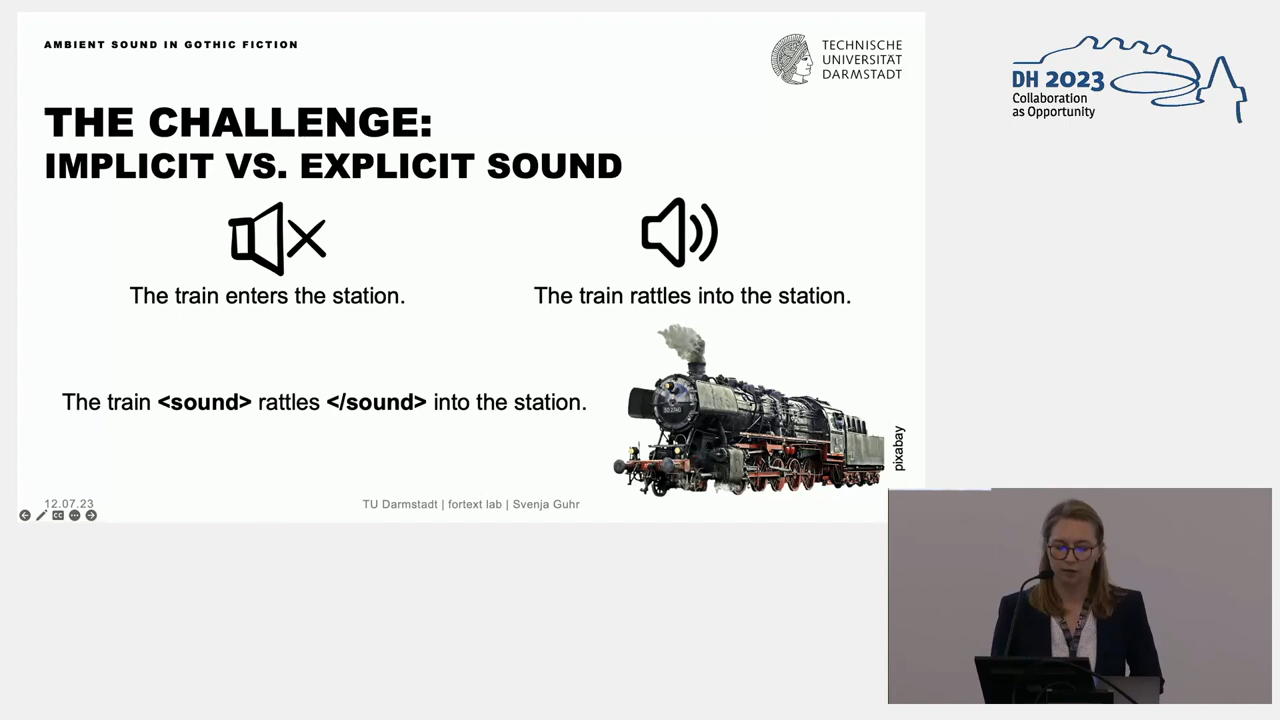 AMBIENT SOUND IN GOTHIC FICTION
TECHNISCHE
UNIVERSITÄT
DARMSTADT
THE CHALLENGE:
IMPLICIT VS. EXPLICIT SOUND
The train enters the station.
The train rattles into the station.
The train <sound> rattles </sound> into the station.
pixabay
12.07.23
TU Darmstadt | fortext lab | Svenja Guhr
DH 2023
Collaboration
as Opportunity